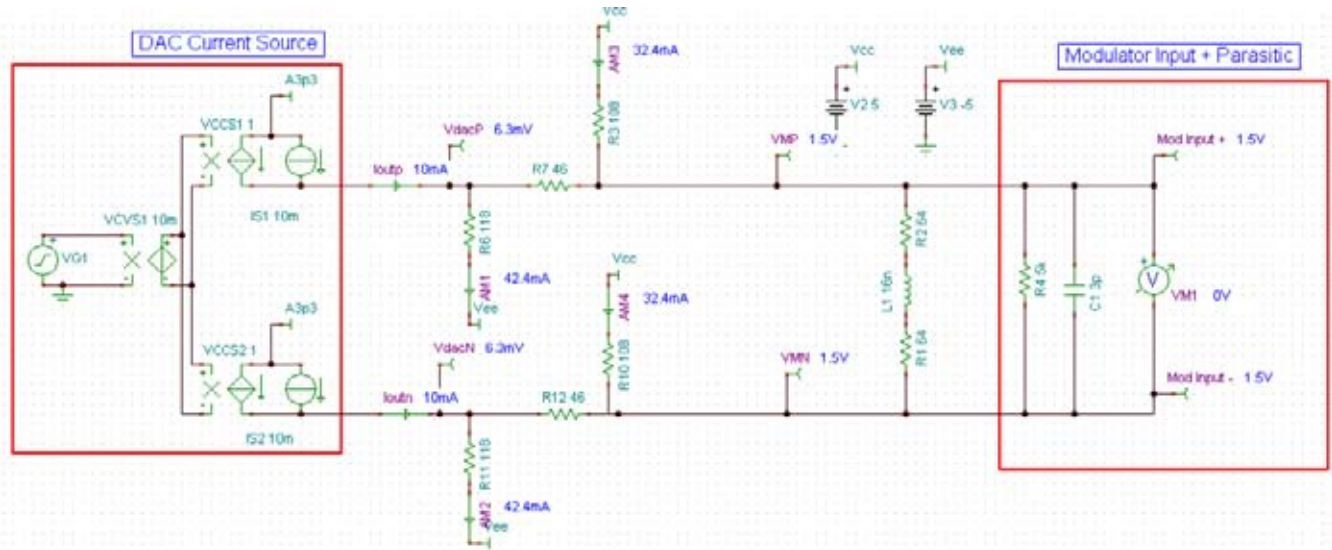 DAC Current Source
Modulator Input + Parasitic
Vcc
AM3
32.4mA
R3 108
Vcc
Vee
V2 5
V3 -5
A3p3
VCCS1 1
IS1 10m
VdacP 6.3mV
Ioutp 10mA
R7 46
VMP 1.5V
Mod Input + 1.5V
VCVS1 10m
VG1
R6 118
AM1
42.4mA
Vee
Vcc
AM4
32.4mA
R10 108
R2 64
L1 16n
R1 64
R4 5k
C1 3p
V
VM1 0V
A3p3
VCCS2 1
IS2 10m
VdacN 6.3mV
Ioutn 10mA
R12 46
VMN 1.5V
Mod Input - 1.5V
R11 118
AM2
42.4mA
Vee